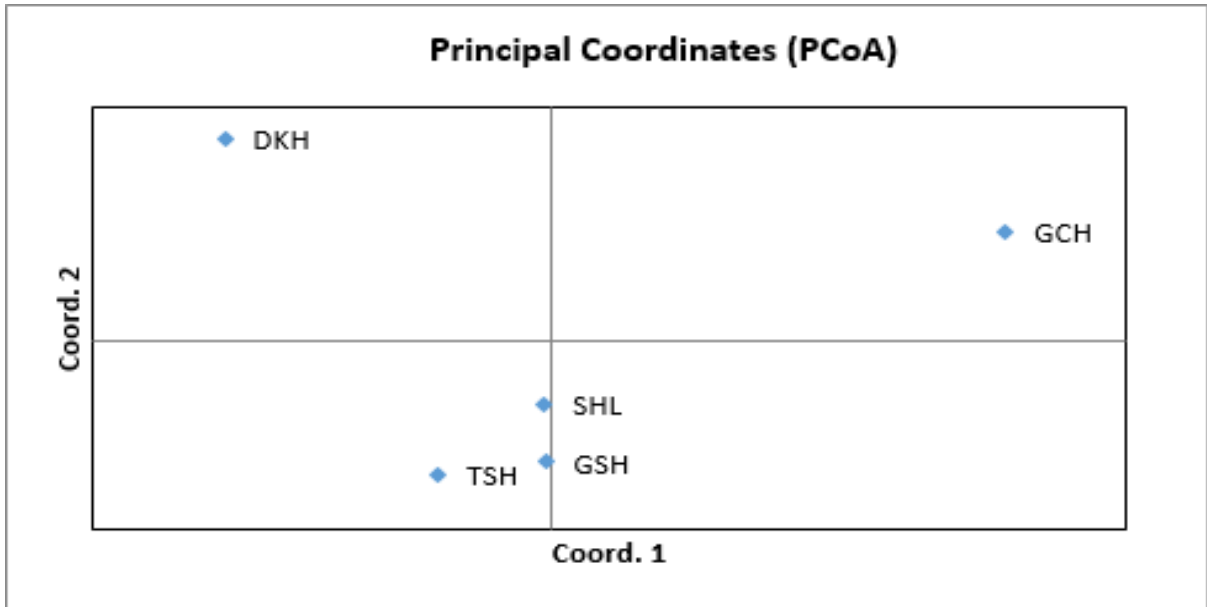 Principal Coordinates (PCoA)
DKH
GCH
Coord. 2
SHL
GSH
TSH
Coord. 1